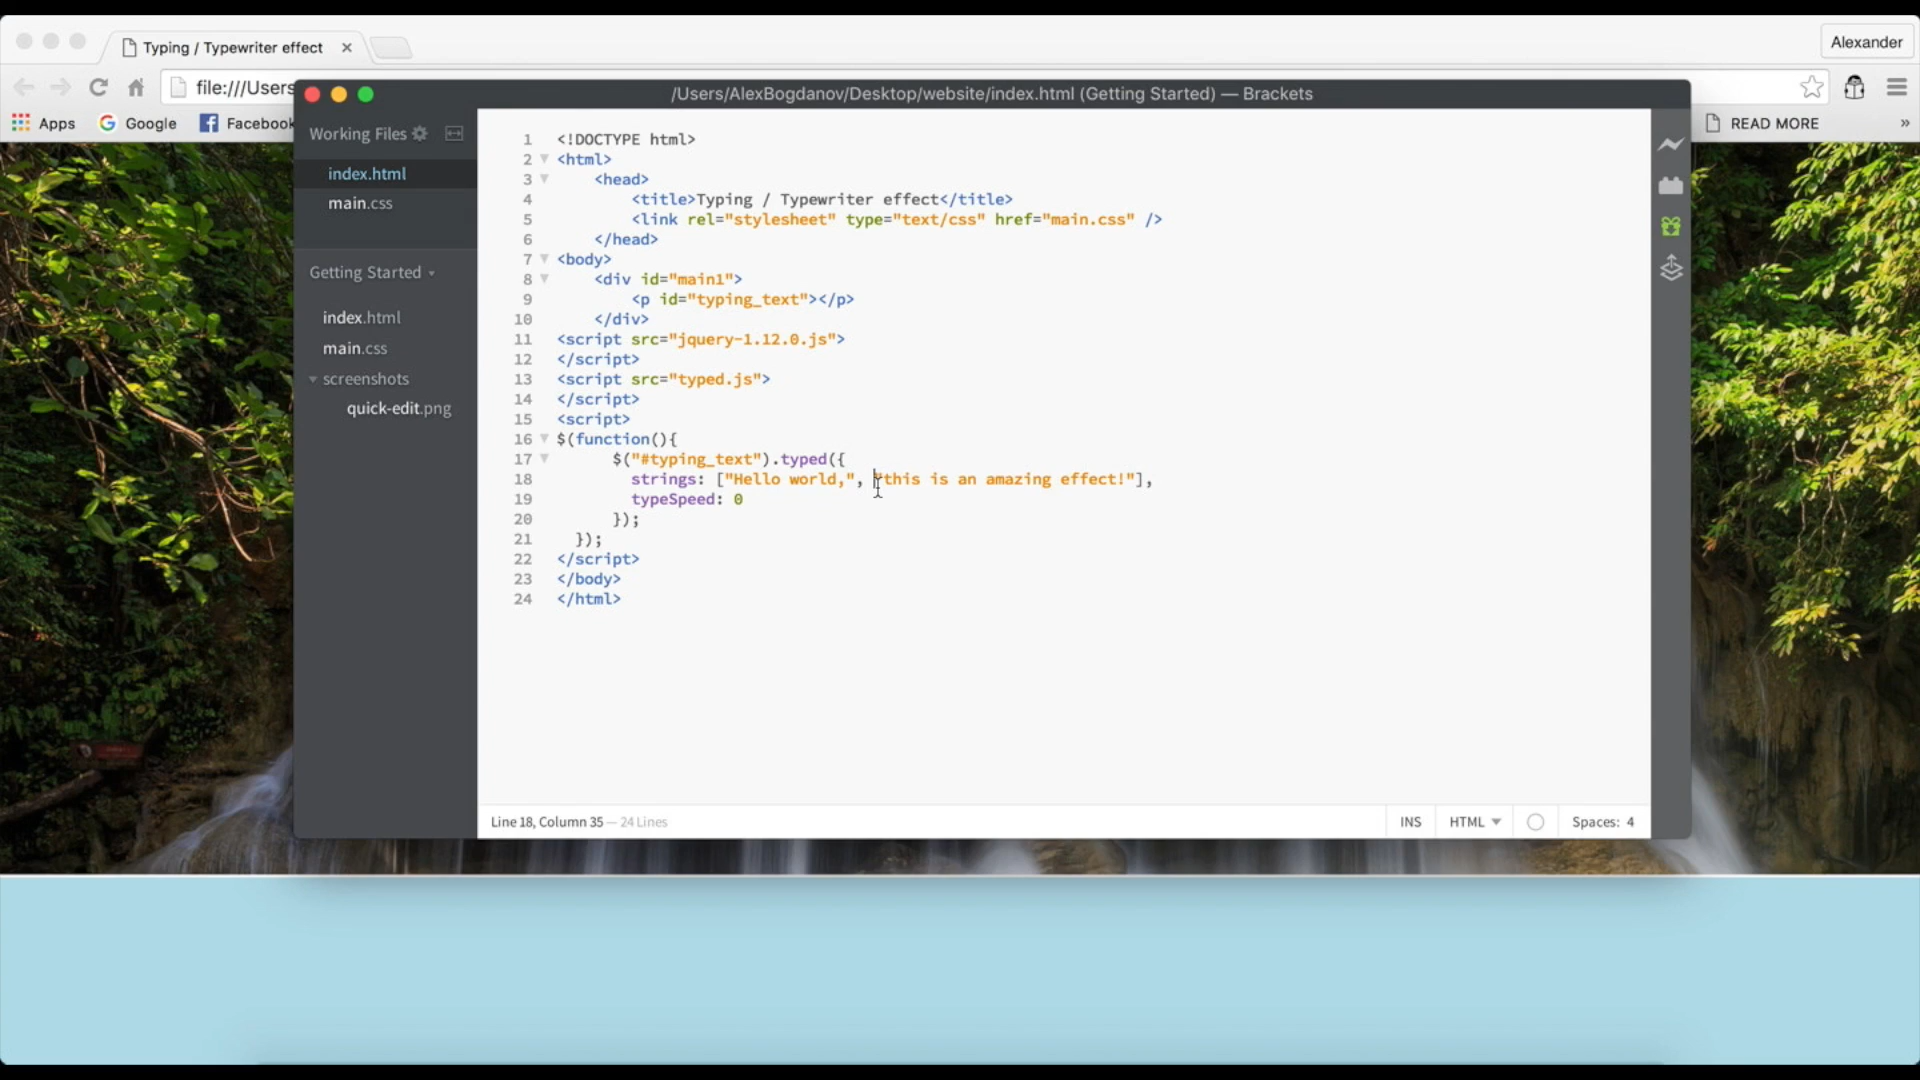 Typing / Typewriter effect
Alexander
file:///Users
Apps
Google
Facebook
READ MORE
»
/Users/AlexBogdanov/Desktop/website/index.html (Getting Started) — Brackets
Working Files
index.html
main.css
Getting Started
index.html
main.css
screenshots
quick-edit.png
1 <!DOCTYPE html>
2 <html>
3 <head>
4 <title>Typing / Typewriter effect</title>
5 <link rel="stylesheet" type="text/css" href="main.css" />
6 </head>
7 <body>
8 <div id="main1">
9 <p id="typing_text"></p>
10 </div>
11 <script src="jquery-1.12.0.js">
12 </script>
13 <script src="typed.js">
14 </script>
15 <script>
16 $(function(){
17 $("#typing_text").typed({
18 strings: ["Hello world,", "this is an amazing effect!"],
19 typeSpeed: 0
20 });
21 });
22 </script>
23 </body>
24 </html>
Line 18, Column 35 — 24 Lines
INS
HTML
Spaces: 4